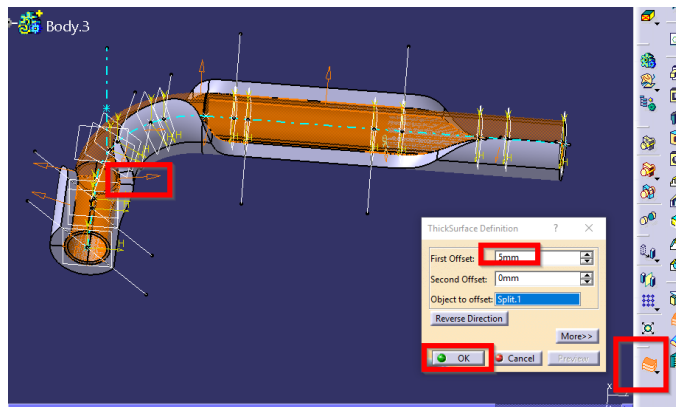 Body.3
ThickSurface Definition ? ×
First Offset: 5mm
Second Offset: 0mm
Object to offset: Split.1
Reverse Direction
More>>
OK Cancel Preview
x